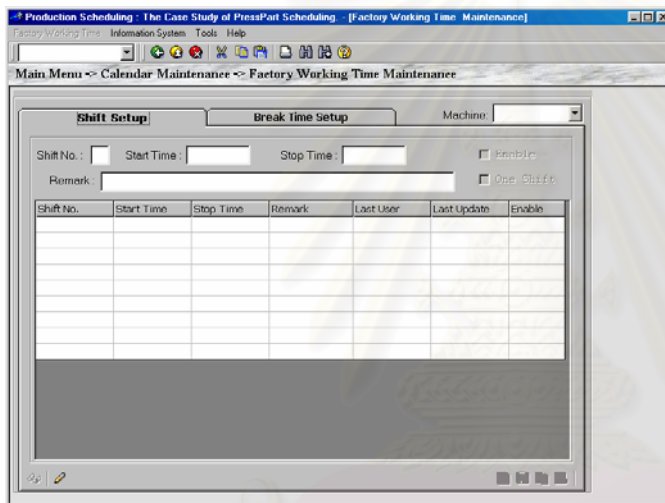 Production Scheduling : The Case Study of PressPart Scheduling. - [Factory Working Time Maintenance]
Factory Working Time Information System Tools Help
Main Menu -> Calendar Maintenance -> Factory Working Time Maintenance
Shift Setup Break Time Setup Machine:
Shift No. : Start Time : Stop Time : Enable
Remark : One Shift
Shift No. Start Time Stop Time Remark Last User Last Update Enable